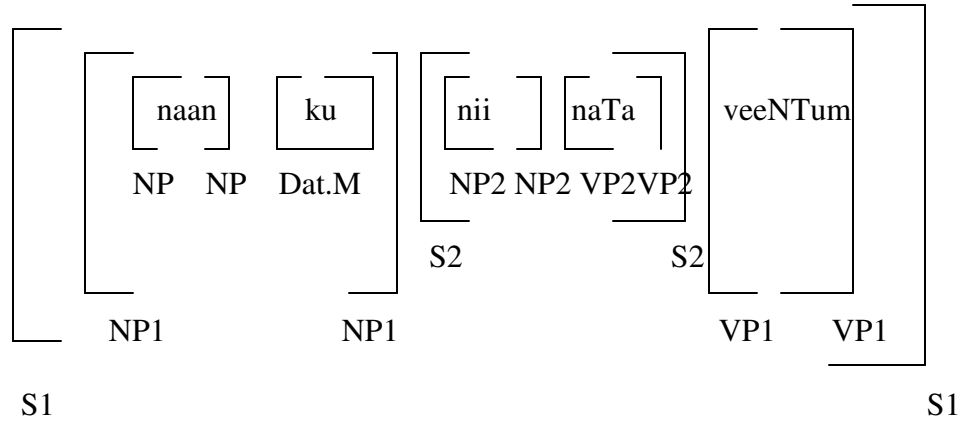 naan ku nii naTa veeNTum
NP NP Dat.M NP2 NP2 VP2VP2
S2 S2
NP1 NP1 VP1 VP1
S1 S1